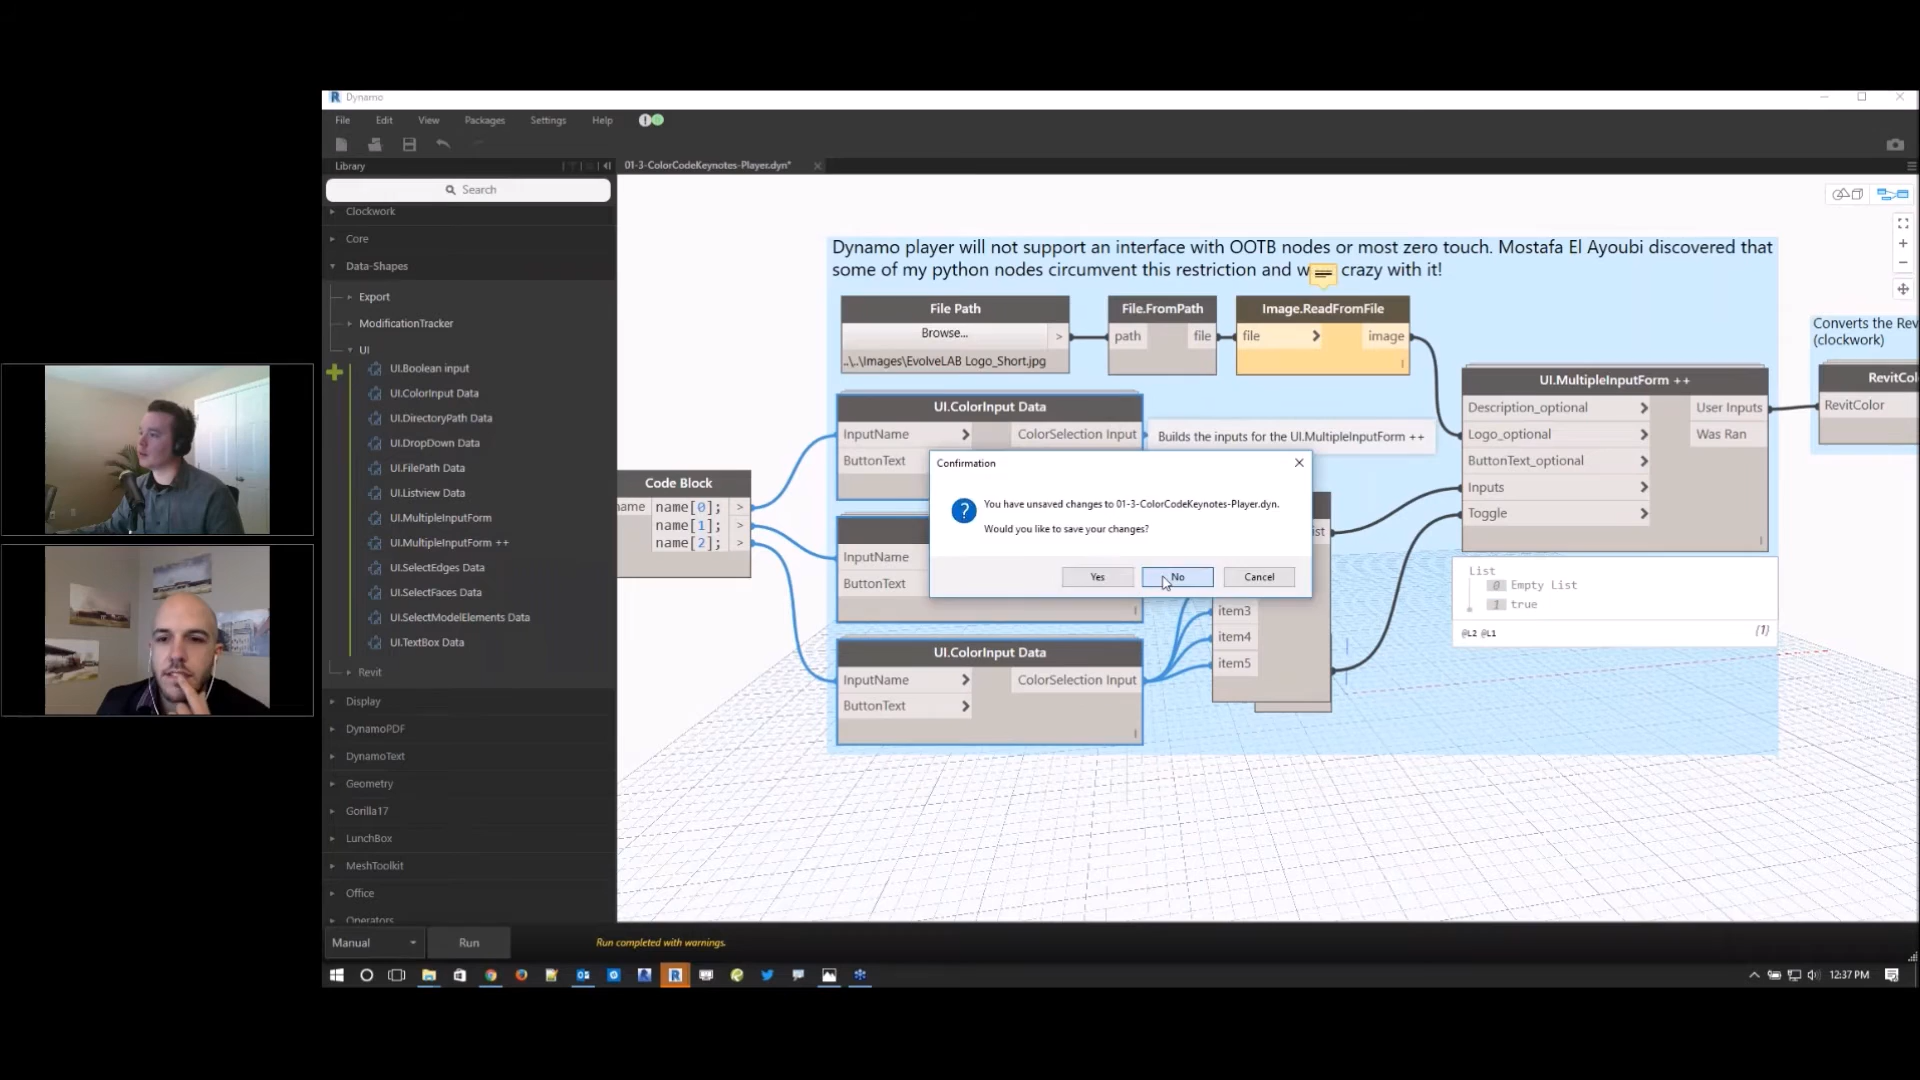 Dynamo
File Edit View Packages Settings Help
Library
01-3-ColorCodeKeynotes-Player.dyn*
Search
Clockwork
Core
Data-Shapes
Export
ModificationTracker
UI
UI.Boolean input
UI.ColorInput Data
UI.DirectoryPath Data
UI.DropDown Data
UI.FilePath Data
UI.Listview Data
UI.MultipleInputForm
UI.MultipleInputForm ++
UI.SelectEdges Data
UI.SelectFaces Data
UI.SelectModelElements Data
UI.TextBox Data
Revit
Display
DynamoPDF
DynamoText
Geometry
Gorilla17
LunchBox
MeshToolkit
Office
Operators
Dynamo player will not support an interface with OOTB nodes or most zero touch. Mostafa El Ayoubi discovered that
some of my python nodes circumvent this restriction and w crazy with it!
File Path
Browse... >
..\..\Images\EvolveLAB Logo_Short.jpg
File.FromPath
path file
Image.ReadFromFile
file > image
UI.ColorInput Data
InputName > ColorSelection Input
ButtonText
Builds the inputs for the UI.MultipleInputForm ++
Code Block
name[0]; >
name[1]; >
name[2]; >
InputName
ButtonText
UI.ColorInput Data
InputName > ColorSelection Input
ButtonText >
item3
item4
item5
Confirmation
You have unsaved changes to 01-3-ColorCodeKeynotes-Player.dyn.
Would you like to save your changes?
Yes No Cancel
UI.MultipleInputForm ++
Description_optional > User Inputs
Logo_optional > Was Ran
ButtonText_optional >
Inputs >
Toggle >
List
0 Empty List
1 true
@L2 @L1 {1}
Converts the Rev
(clockwork)
RevitCol
RevitColor
Manual Run Run completed with warnings.
12:37 PM